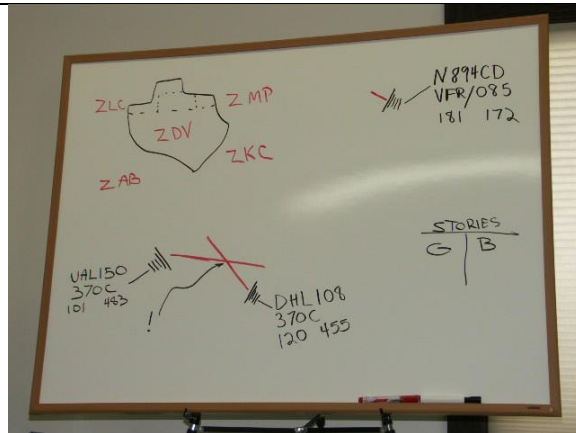 ZLC
ZMP
ZDV
ZKC
ZAB
N894CD
VFR/085
181 172
STORIES
G B
UAL150
370C
101 483
!
DHL108
370C
120 455